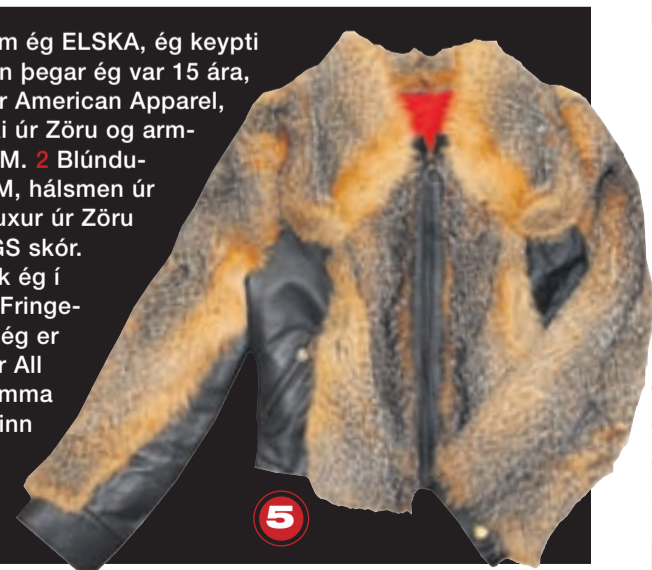 m ég ELSKA, ég keypti
n þegar ég var 15 ára,
r American Apparel,
i úr Zöru og arm-
M. 2 Blúndu-
M, hálsmen úr
uxur úr Zöru
GS skór.
k ég í
Fringe-
ég er
r All
mma
inn
5